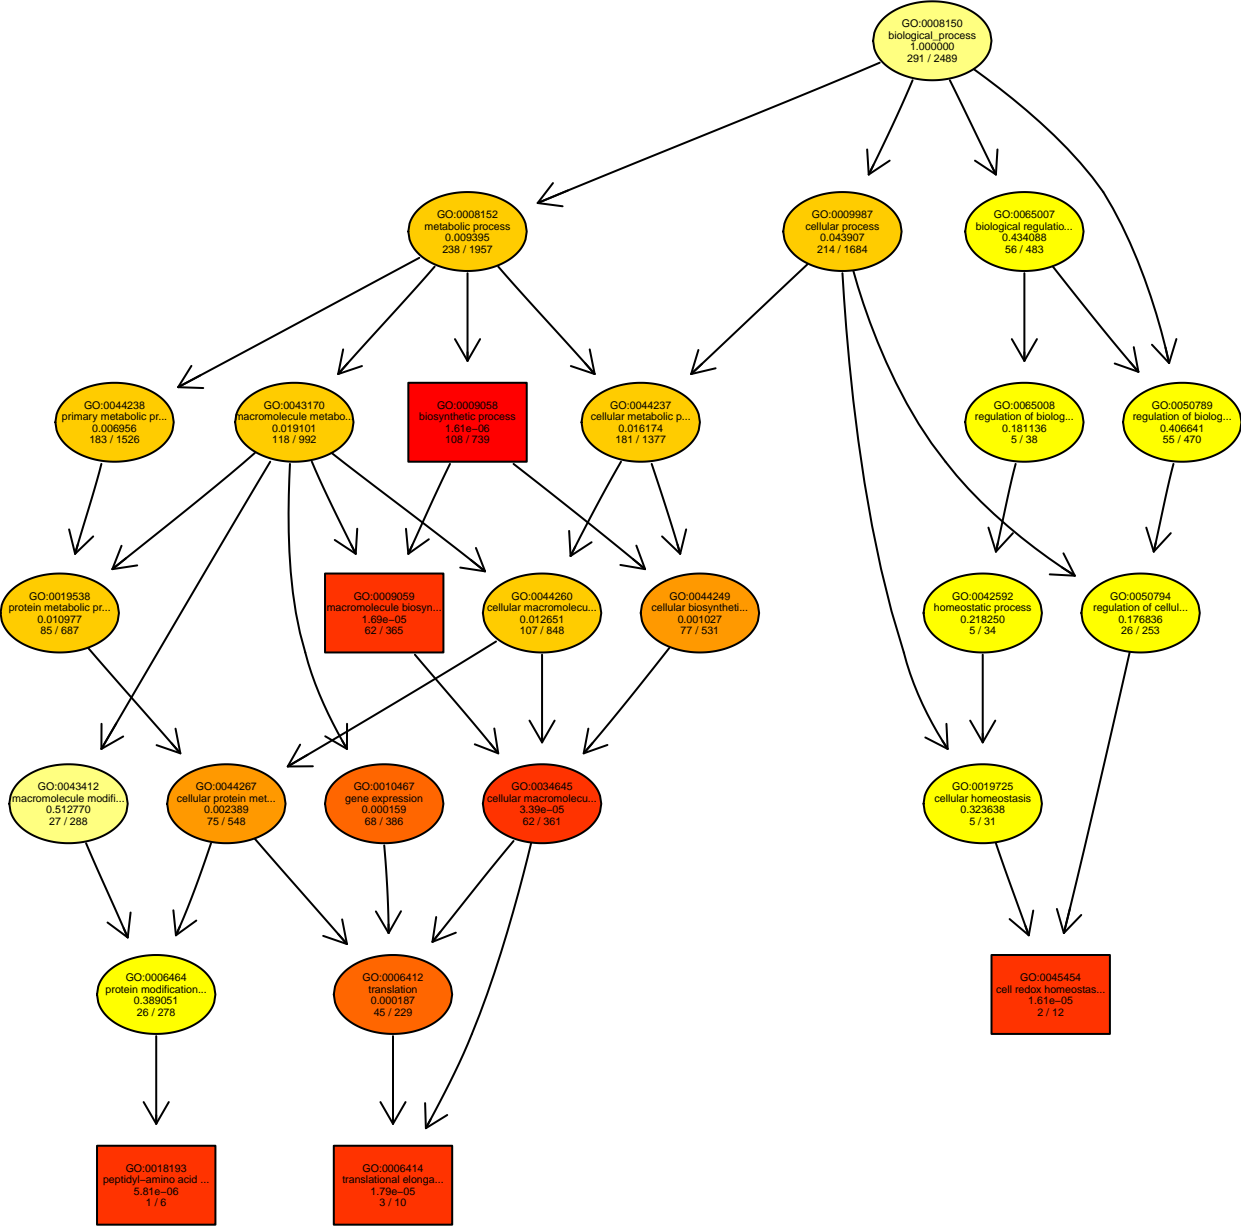 GO:0008150
biological_process
1.000000
291 / 2489
GO:0008152
metabolic process
0.009395
238 / 1957
GO:0009987
cellular process
0.043907
214 / 1684
GO:0065007
biological regulatio...
0.434088
56 / 483
GO:0044238
primary metabolic pr...
0.006956
183 / 1526
GO:0043170
macromolecule metabo...
0.019101
118 / 992
GO:0009058
biosynthetic process
1.61e−06
108 / 739
GO:0044237
cellular metabolic p...
0.016174
181 / 1377
GO:0065008
regulation of biolog...
0.181136
5 / 38
GO:0050789
regulation of biolog...
0.406641
55 / 470
GO:0019538
protein metabolic pr...
0.010977
85 / 687
GO:0009059
macromolecule biosyn...
1.69e−05
62 / 365
GO:0044260
cellular macromolecu...
0.012651
107 / 848
GO:0044249
cellular biosyntheti...
0.001027
77 / 531
GO:0042592
homeostatic process
0.218250
5 / 34
GO:0050794
regulation of cellul...
0.176836
26 / 253
GO:0043412
macromolecule modifi...
0.512770
27 / 288
GO:0044267
cellular protein met...
0.002389
75 / 548
GO:0010467
gene expression
0.000159
68 / 386
GO:0034645
cellular macromolecu...
3.39e−05
62 / 361
GO:0019725
cellular homeostasis
0.323638
5 / 31
GO:0006464
protein modification...
0.389051
26 / 278
GO:0006412
translation
0.000187
45 / 229
GO:0045454
cell redox homeostas...
1.61e−05
2 / 12
GO:0018193
peptidyl−amino acid ...
5.81e−06
1 / 6
GO:0006414
translational elonga...
1.79e−05
3 / 10